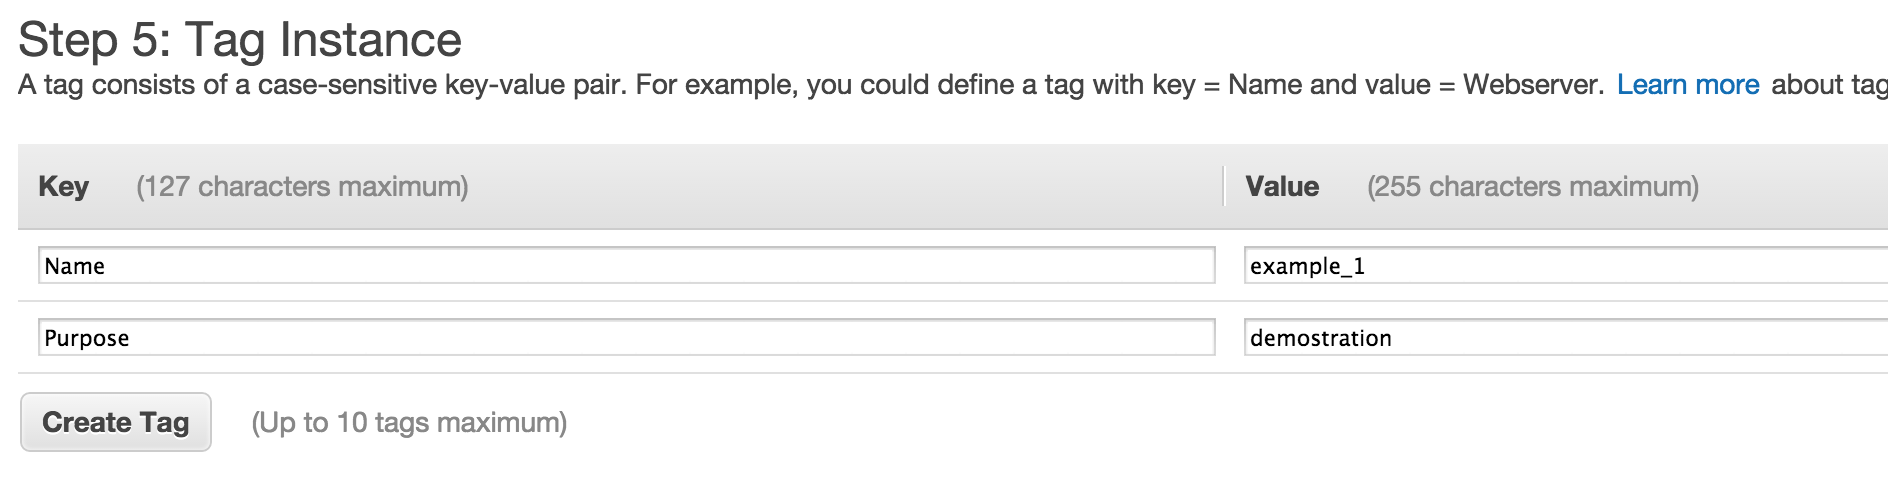 Step 5: Tag Instance
A tag consists of a case-sensitive key-value pair. For example, you could define a tag with key = Name and value = Webserver. Learn more about tag
Key (127 characters maximum) Value (255 characters maximum)
Name example_1
Purpose demostration
Create Tag (Up to 10 tags maximum)